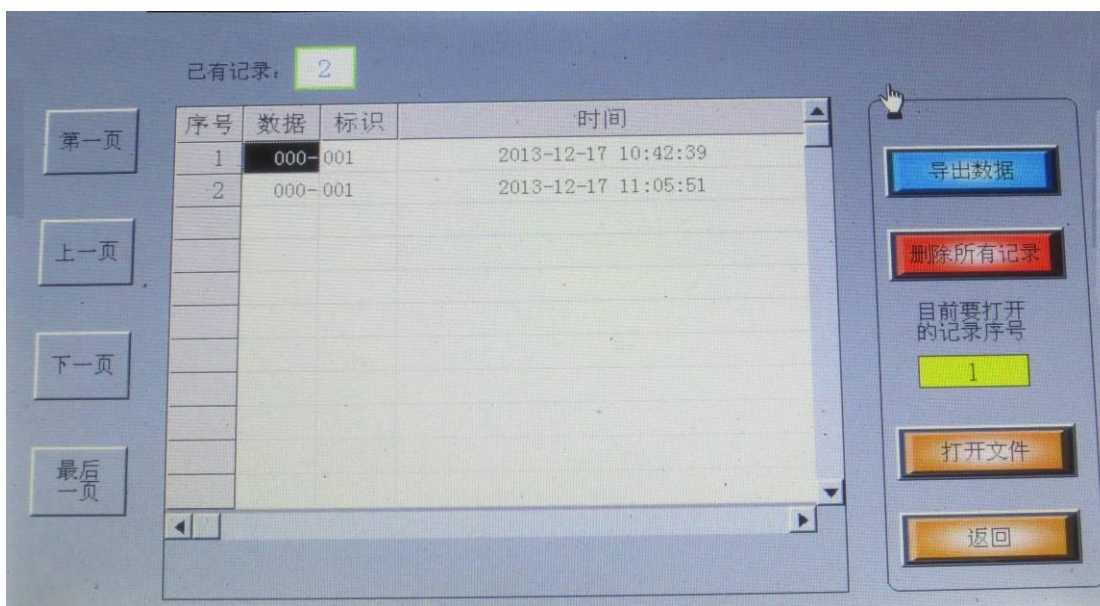 已有记录： 2
第一页
上一页
下一页
最后
一页
序号 数据 标识 时间
1 000- 001 2013-12-17 10:42:39
2 000- 001 2013-12-17 11:05:51
导出数据
删除所有记录
目前要打开
的记录序号
1
打开文件
返回